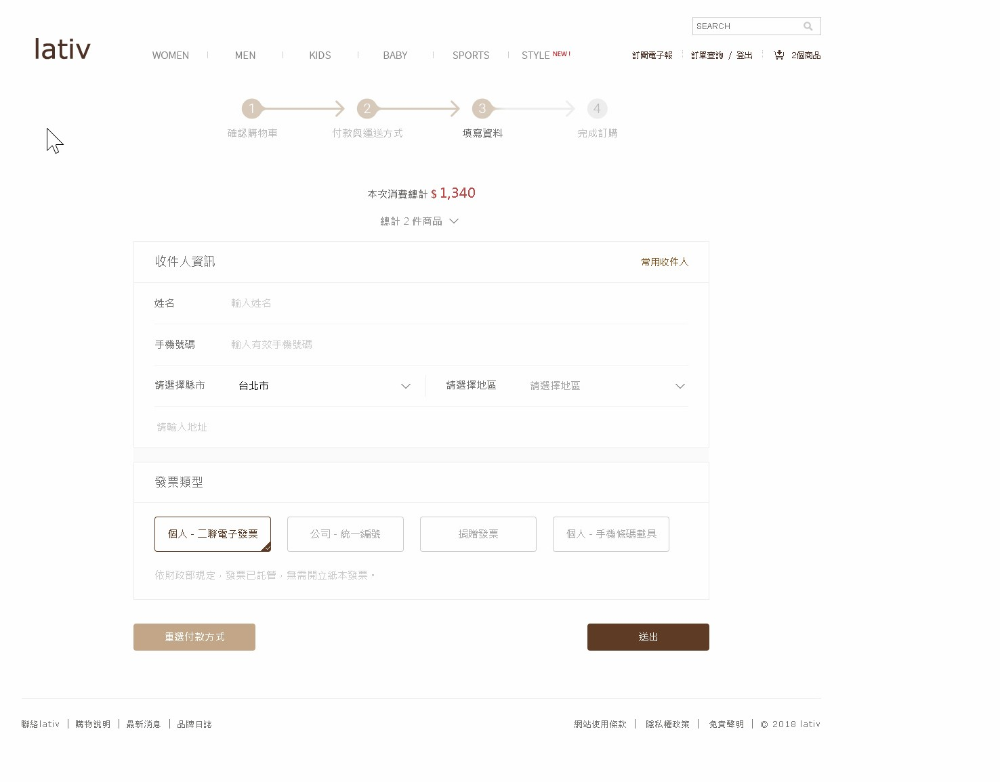 SEARCH
lativ
WOMEN MEN KIDS BABY SPORTS STYLE NEW!
訂閱電子報 訂單查詢 / 登出 2個商品
1 2 3 4
確認購物車 付款與運送方式 填寫資料 完成訂購
本次消費總計 $ 1,340
總計 2 件商品
收件人資訊 常用收件人
姓名 輸入姓名
手機號碼 輸入有效手機號碼
請選擇縣市 台北市 請選擇地區 請選擇地區
請輸入地址
發票類型
個人 - 二聯電子發票 公司 - 統一編號 捐贈發票 個人 - 手機條碼載具
依財政部規定，發票已託管，無需開立紙本發票。
重選付款方式 送出
聯絡lativ | 購物說明 | 最新消息 | 品牌日誌 網站使用條款 | 隱私權政策 | 免責聲明 | © 2018 lativ